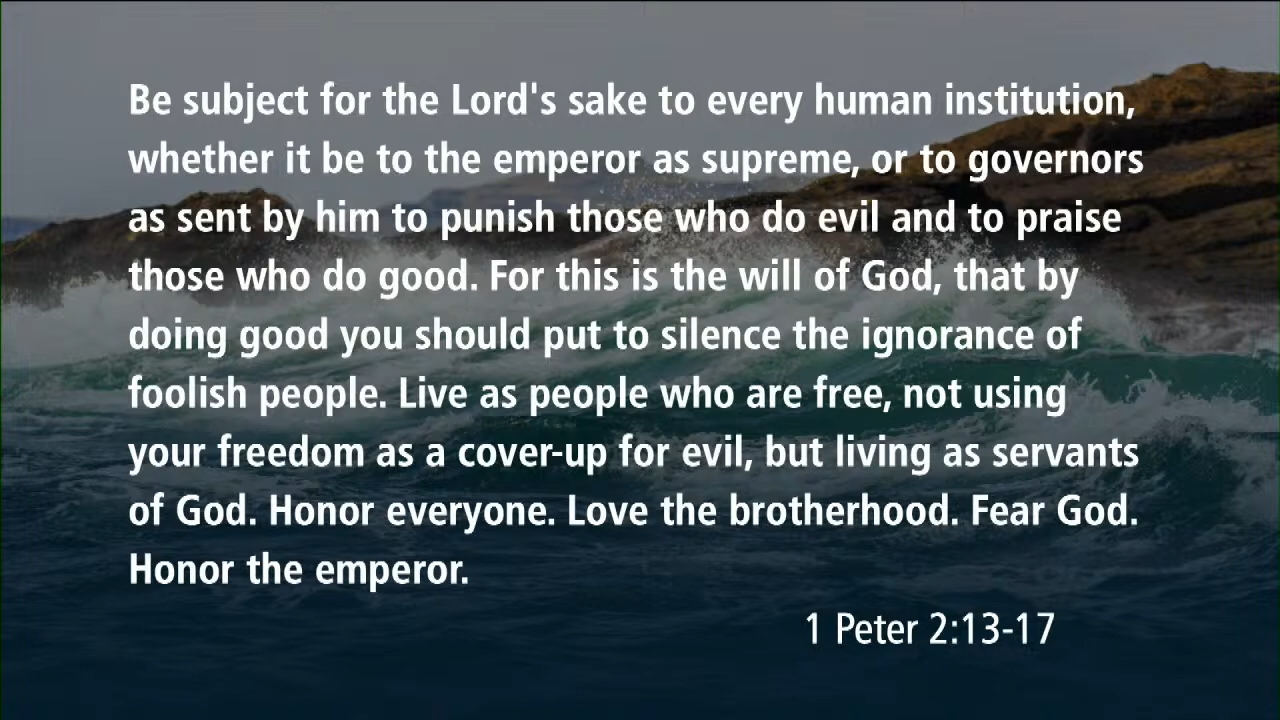 Be subject for the Lord's sake to every human institution,
whether it be to the emperor as supreme, or to governors
as sent by him to punish those who do evil and to praise
those who do good. For this is the will of God, that by
doing good you should put to silence the ignorance of
foolish people. Live as people who are free, not using
your freedom as a cover-up for evil, but living as servants
of God. Honor everyone. Love the brotherhood. Fear God.
Honor the emperor.
1 Peter 2:13-17